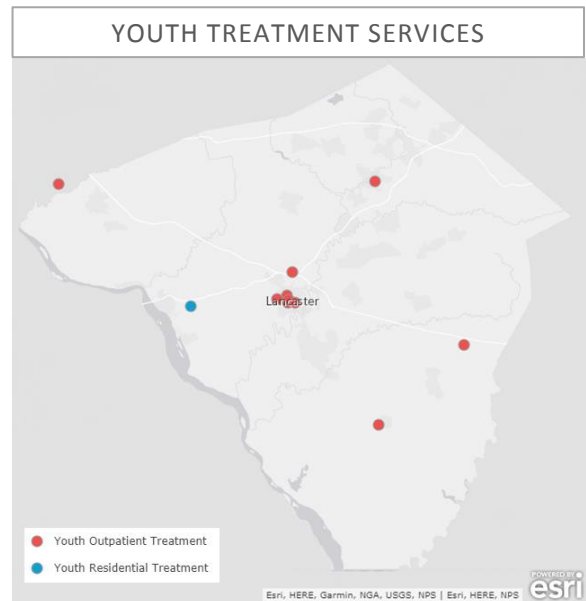 YOUTH TREATMENT SERVICES
Lancaster
Youth Outpatient Treatment
Youth Residential Treatment
POWERED BY
esri
Esri, HERE, Garmin, NGA, USGS, NPS | Esri, HERE, NPS